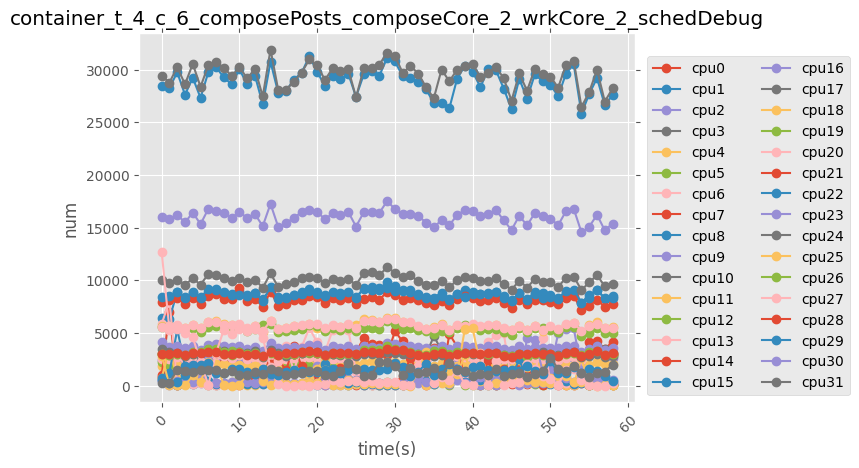 container_t_4_c_6_composePosts_composeCore_2_wrkCore_2_schedDebug
num
30000
25000
20000
15000
10000
5000
0
0
10
20
30
40
50
60
time(s)
cpu0
cpu1
cpu2
cpu3
cpu4
cpu5
cpu6
cpu7
cpu8
cpu9
cpu10
cpu11
cpu12
cpu13
cpu14
cpu15
cpu16
cpu17
cpu18
cpu19
cpu20
cpu21
cpu22
cpu23
cpu24
cpu25
cpu26
cpu27
cpu28
cpu29
cpu30
cpu31